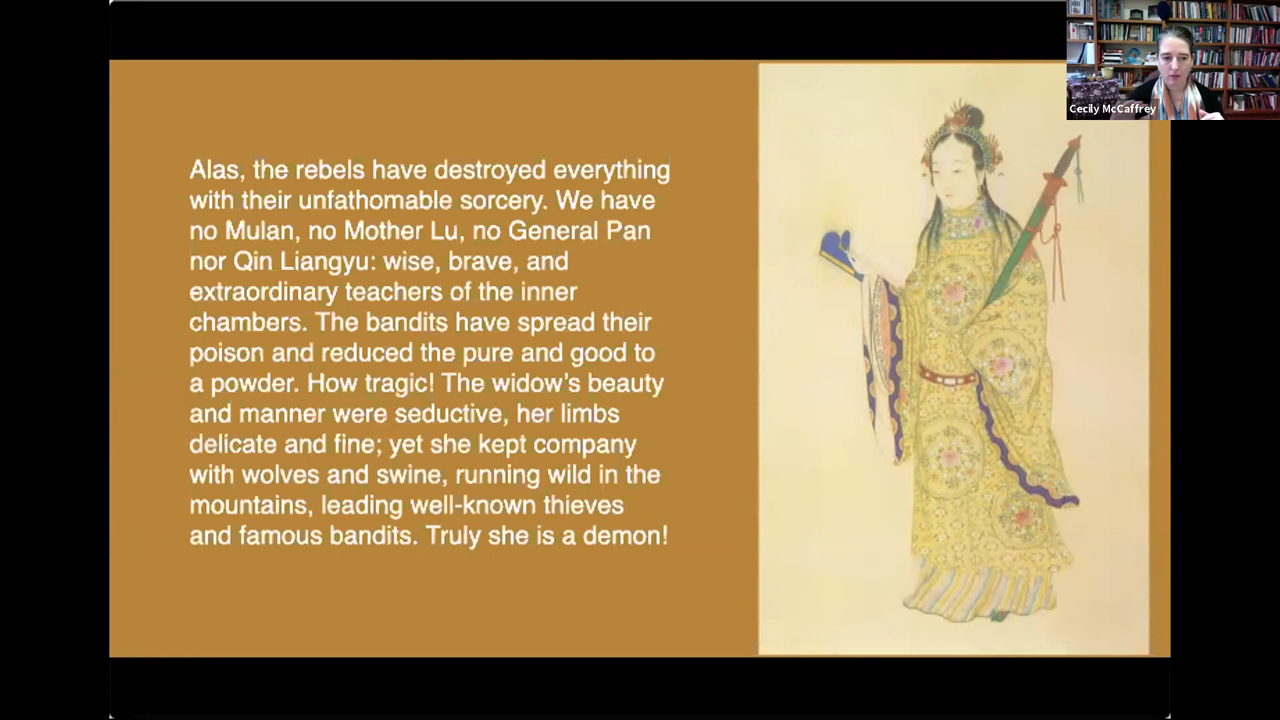 Alas, the rebels have destroyed everything
with their unfathomable sorcery. We have
no Mulan, no Mother Lu, no General Pan
nor Qin Liangyu: wise, brave, and
extraordinary teachers of the inner
chambers. The bandits have spread their
poison and reduced the pure and good to
a powder. How tragic! The widow's beauty
and manner were seductive, her limbs
delicate and fine; yet she kept company
with wolves and swine, running wild in the
mountains, leading well-known thieves
and famous bandits. Truly she is a demon!
Cecily McCaffrey